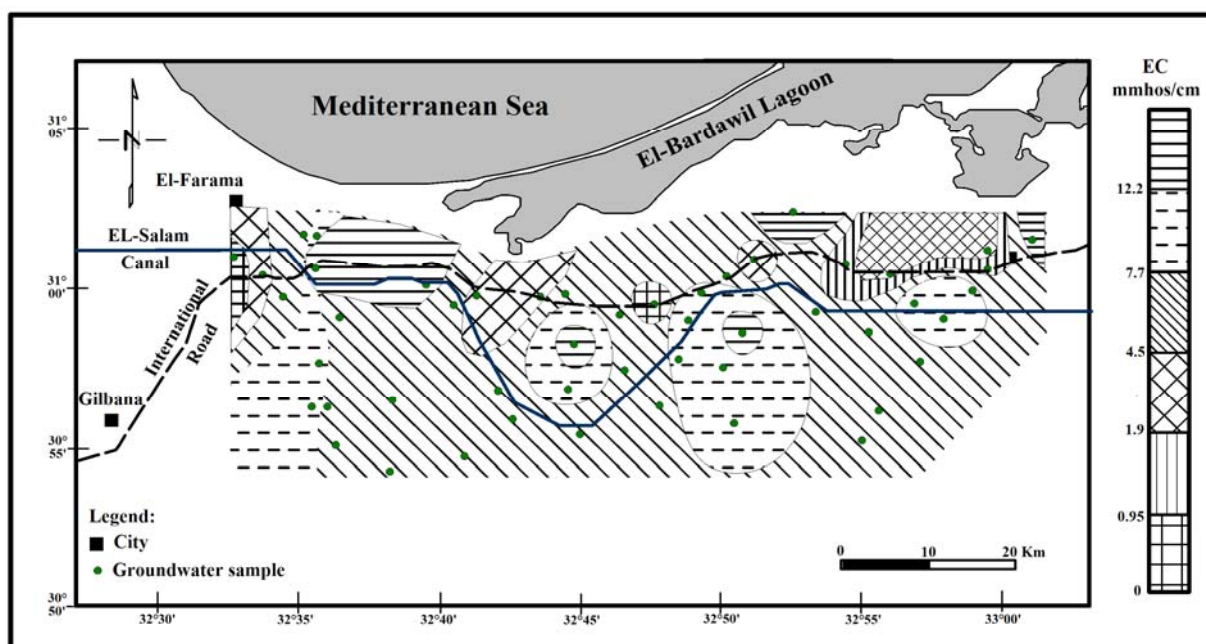 EC
mmhos/cm
Mediterranean Sea
El-Bardawil Lagoon
31°
05'
N
El-Farama
12.2
EL-Salam
Canal
7.7
31°
00'
International
Road
4.5
Gilbana
1.9
30°
55'
0.95
Legend:
City
Groundwater sample
0 10 20 Km
0
30°
50'
32°30' 32°35' 32°40' 32°45' 32°50' 32°55' 33°00'